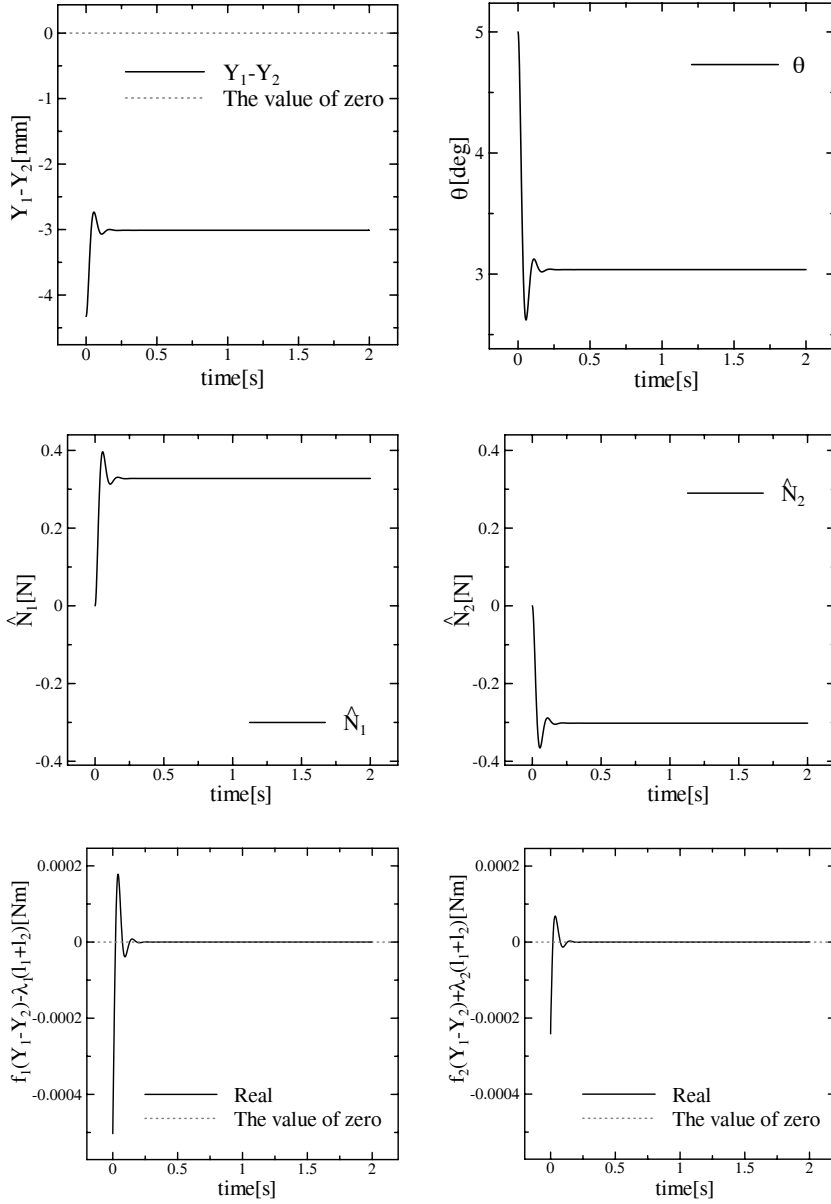 0
-1
-2
-3
-4
Y₁-Y₂[mm]
Y₁-Y₂
The value of zero
0 0.5 1 1.5 2
time[s]
5
4
3
θ[deg]
θ
0 0.5 1 1.5 2
time[s]
0.4
0.2
0
-0.2
-0.4
N̂₁[N]
N̂₁
0 0.5 1 1.5 2
time[s]
0.4
0.2
0
-0.2
-0.4
N̂₂[N]
N̂₂
0 0.5 1 1.5 2
time[s]
0.0002
0
-0.0002
-0.0004
f₁(Y₁-Y₂)-λ₁(l₁+l₂)[Nm]
Real
The value of zero
0 0.5 1 1.5 2
time[s]
0.0002
0
-0.0002
-0.0004
f₂(Y₁-Y₂)+λ₂(l₁+l₂)[Nm]
Real
The value of zero
0 0.5 1 1.5 2
time[s]